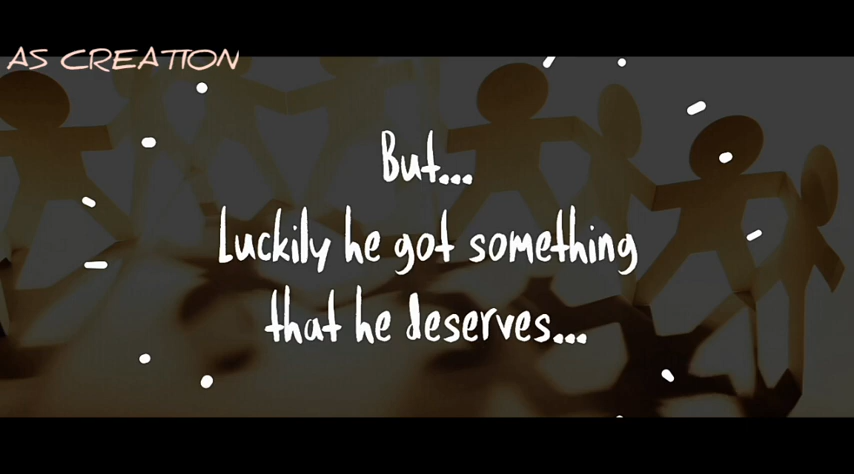 AS CREATION
But...
Luckily he got something
that he deserves...